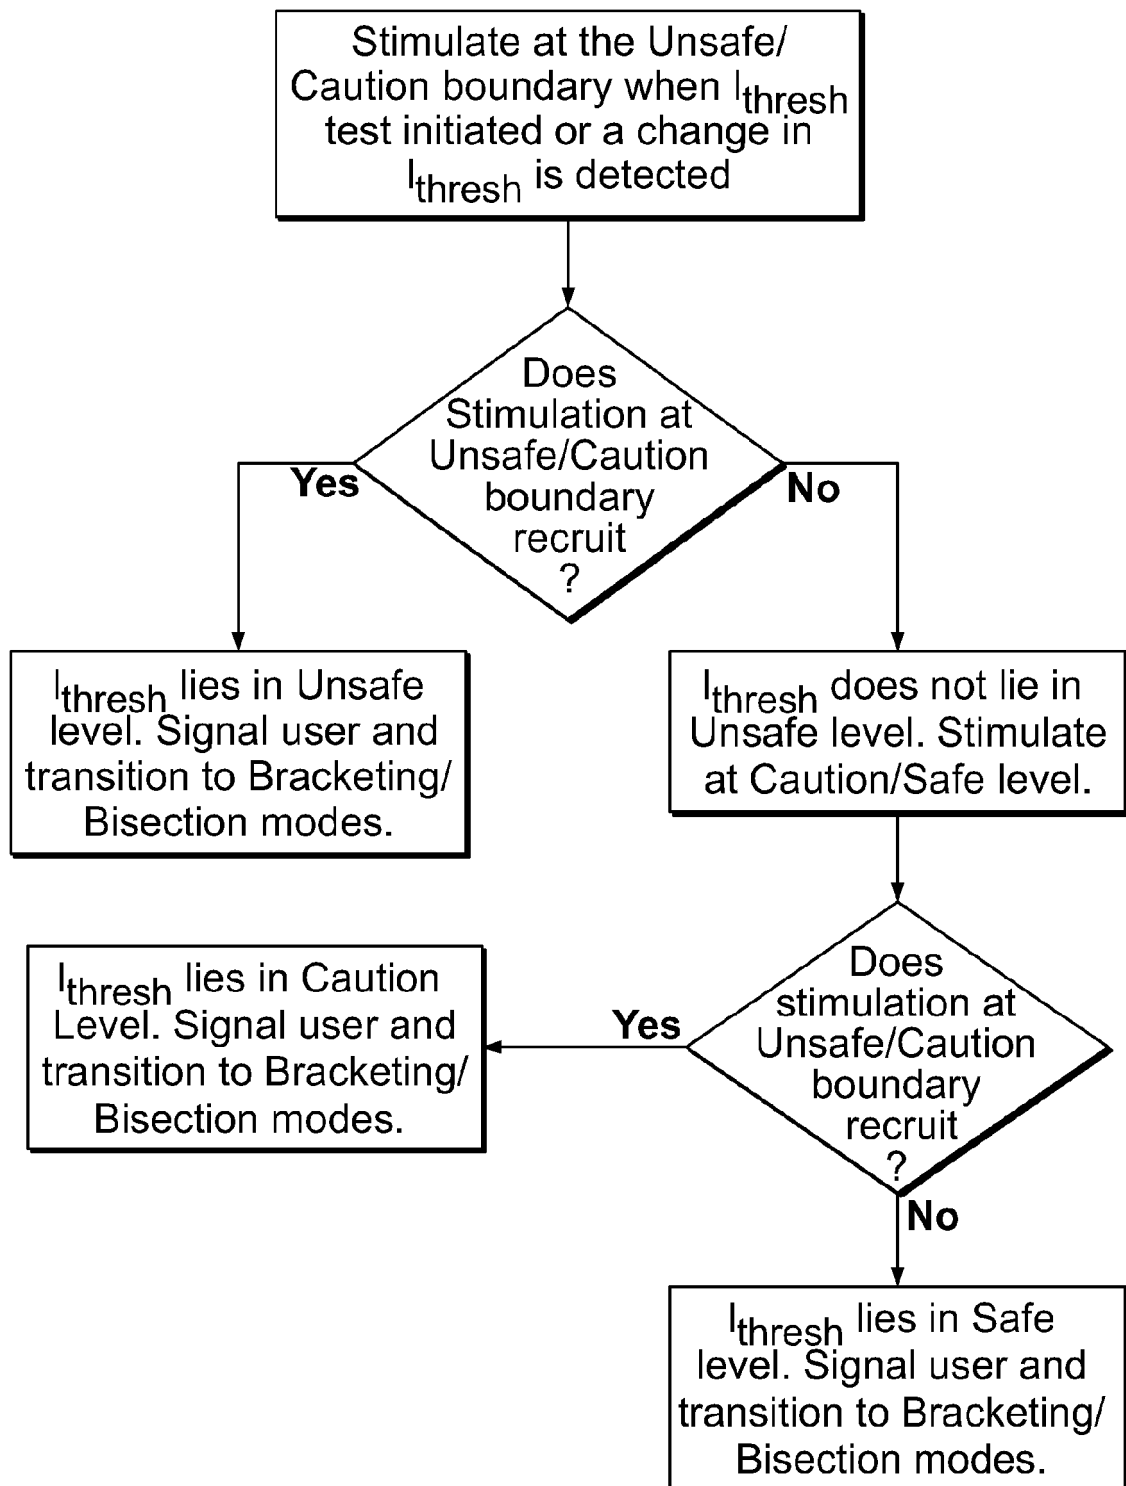 Stimulate at the Unsafe/
Caution boundary when Ithresh
test initiated or a change in
Ithresh is detected
Does
Stimulation at
Unsafe/Caution
boundary
recruit
?
Yes
No
Ithresh lies in Unsafe
level. Signal user and
transition to Bracketing/
Bisection modes.
Ithresh does not lie in
Unsafe level. Stimulate
at Caution/Safe level.
Does
stimulation at
Unsafe/Caution
boundary
recruit
?
Yes
No
Ithresh lies in Caution
Level. Signal user and
transition to Bracketing/
Bisection modes.
Ithresh lies in Safe
level. Signal user and
transition to Bracketing/
Bisection modes.